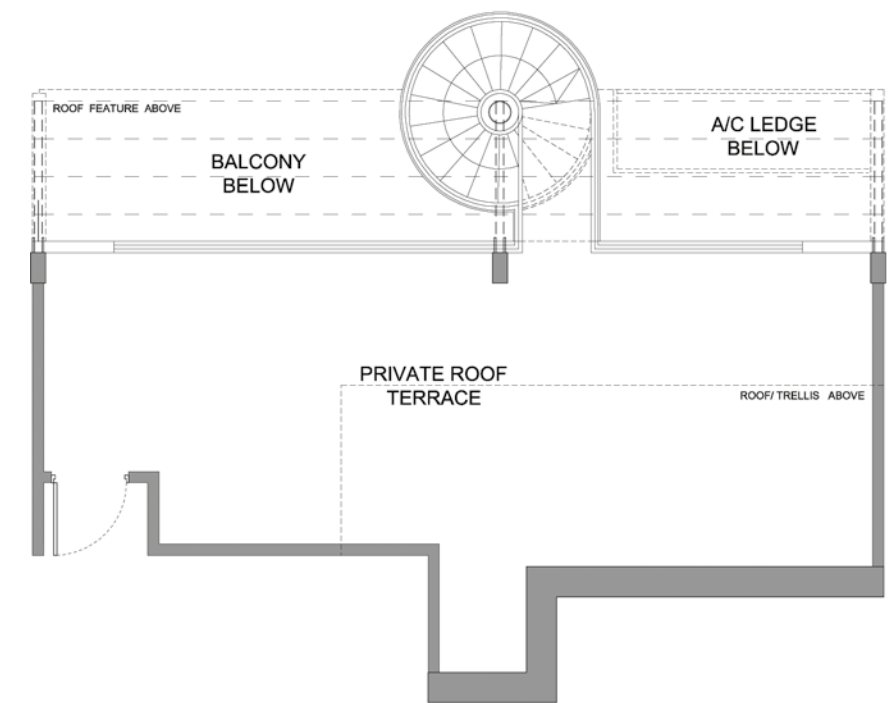 ROOF FEATURE ABOVE
BALCONY
BELOW
A/C LEDGE
BELOW
PRIVATE ROOF
TERRACE
ROOF/ TRELLIS ABOVE